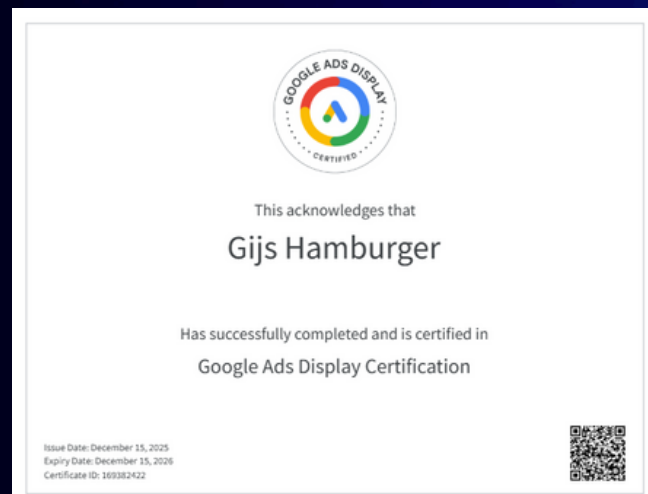 GOOGLE ADS DISPLAY
CERTIFIED
This acknowledges that
Gijs Hamburger
Has successfully completed and is certified in
Google Ads Display Certification
Issue Date: December 15, 2025
Expiry Date: December 15, 2026
Certificate ID: 169382422